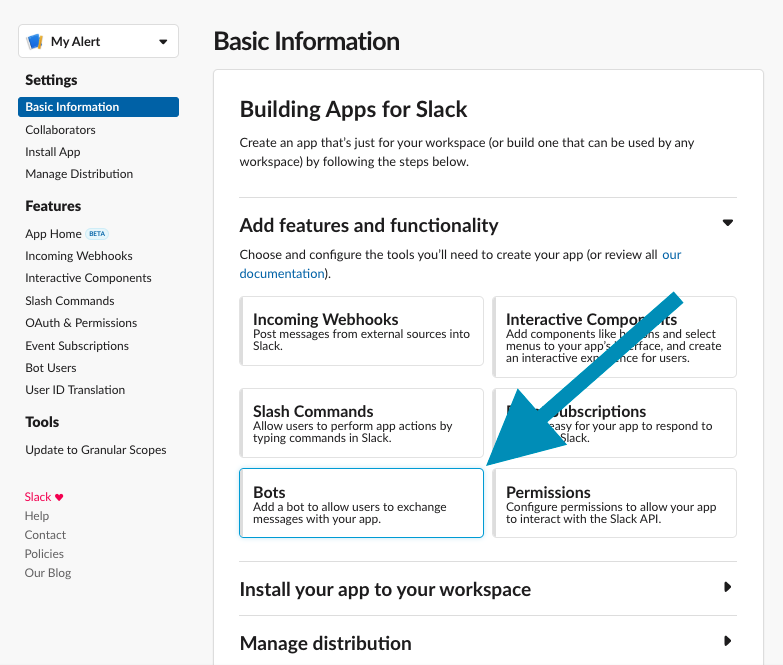 My Alert
Settings
Basic Information
Collaborators
Install App
Manage Distribution
Features
App Home BETA
Incoming Webhooks
Interactive Components
Slash Commands
OAuth & Permissions
Event Subscriptions
Bot Users
User ID Translation
Tools
Update to Granular Scopes
Slack ♥
Help
Contact
Policies
Our Blog
Basic Information
Building Apps for Slack
Create an app that's just for your workspace (or build one that can be used by any
workspace) by following the steps below.
Add features and functionality
Choose and configure the tools you'll need to create your app (or review all our
documentation).
Incoming Webhooks
Post messages from external sources into
Slack.
Interactive Components
Add components like buttons and select
menus to your app's interface, and create
an interactive experience for users.
Slash Commands
Allow users to perform app actions by
typing commands in Slack.
Subscriptions
easy for your app to respond to
Slack.
Bots
Add a bot to allow users to exchange
messages with your app.
Permissions
Configure permissions to allow your app
to interact with the Slack API.
Install your app to your workspace
Manage distribution